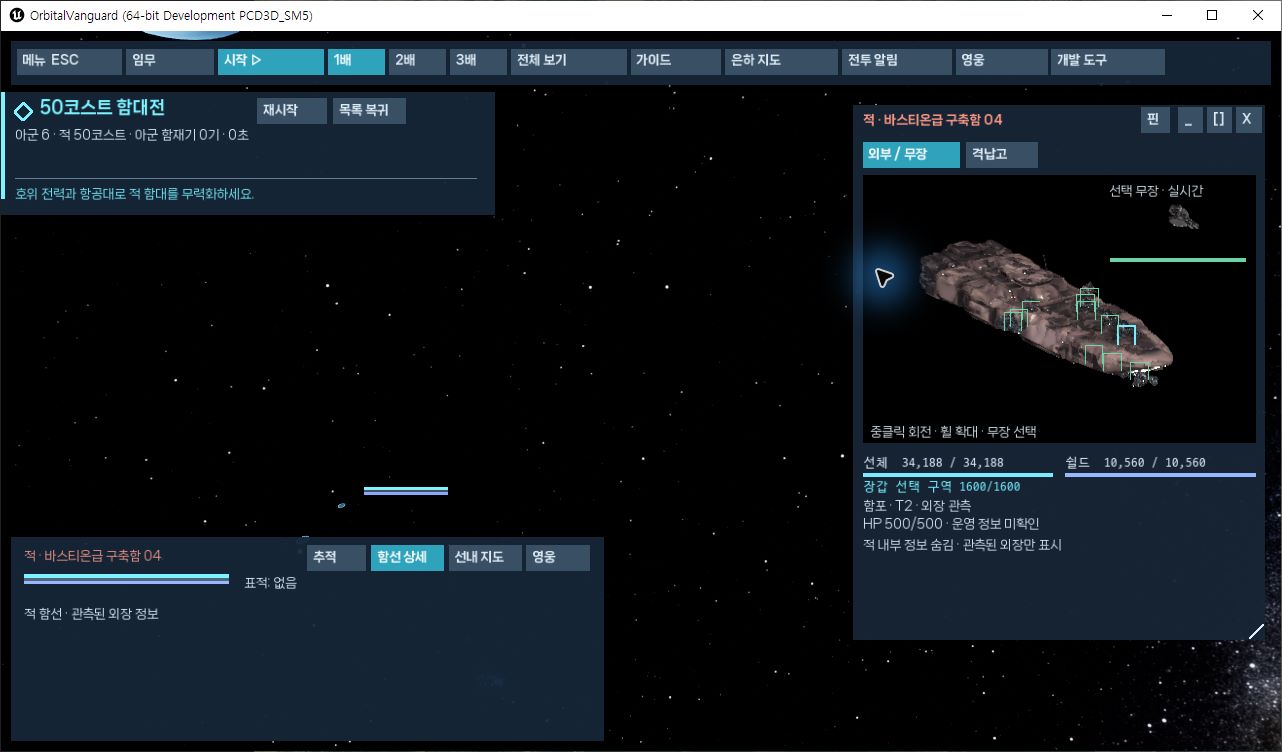 OrbitalVanguard (64-bit Development PCD3D_SM5)
메뉴 ESC 임무 시작 ▷ 1배 2배 3배 전체 보기 가이드 은하 지도 전투 알림 영웅 개발 도구
50코스트 함대전 재시작 목록 복귀
아군 6 · 적 50코스트 · 아군 함재기 0기 · 0초
호위 전력과 항공대로 적 함대를 무력화하세요.
적 · 바스티온급 구축함 04 핀 _ [] X
외부 / 무장 격납고
선택 무장 · 실시간
중클릭 회전 · 휠 확대 · 무장 선택
선체 34,188 / 34,188 쉴드 10,560 / 10,560
장갑 선택 구역 1600/1600
함포 · T2 · 외장 관측
HP 500/500 · 운영 정보 미확인
적 내부 정보 숨김 · 관측된 외장만 표시
적 · 바스티온급 구축함 04 추적 함선 상세 선내 지도 영웅
표적: 없음
적 함선 · 관측된 외장 정보